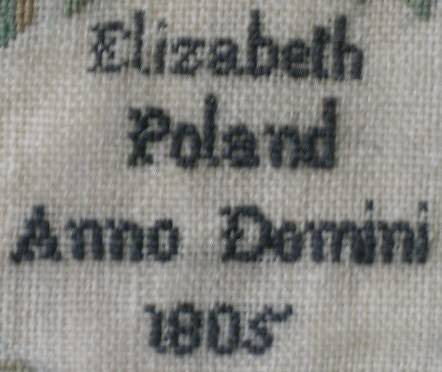 Elizabeth
Poland
Anno Domini
1805